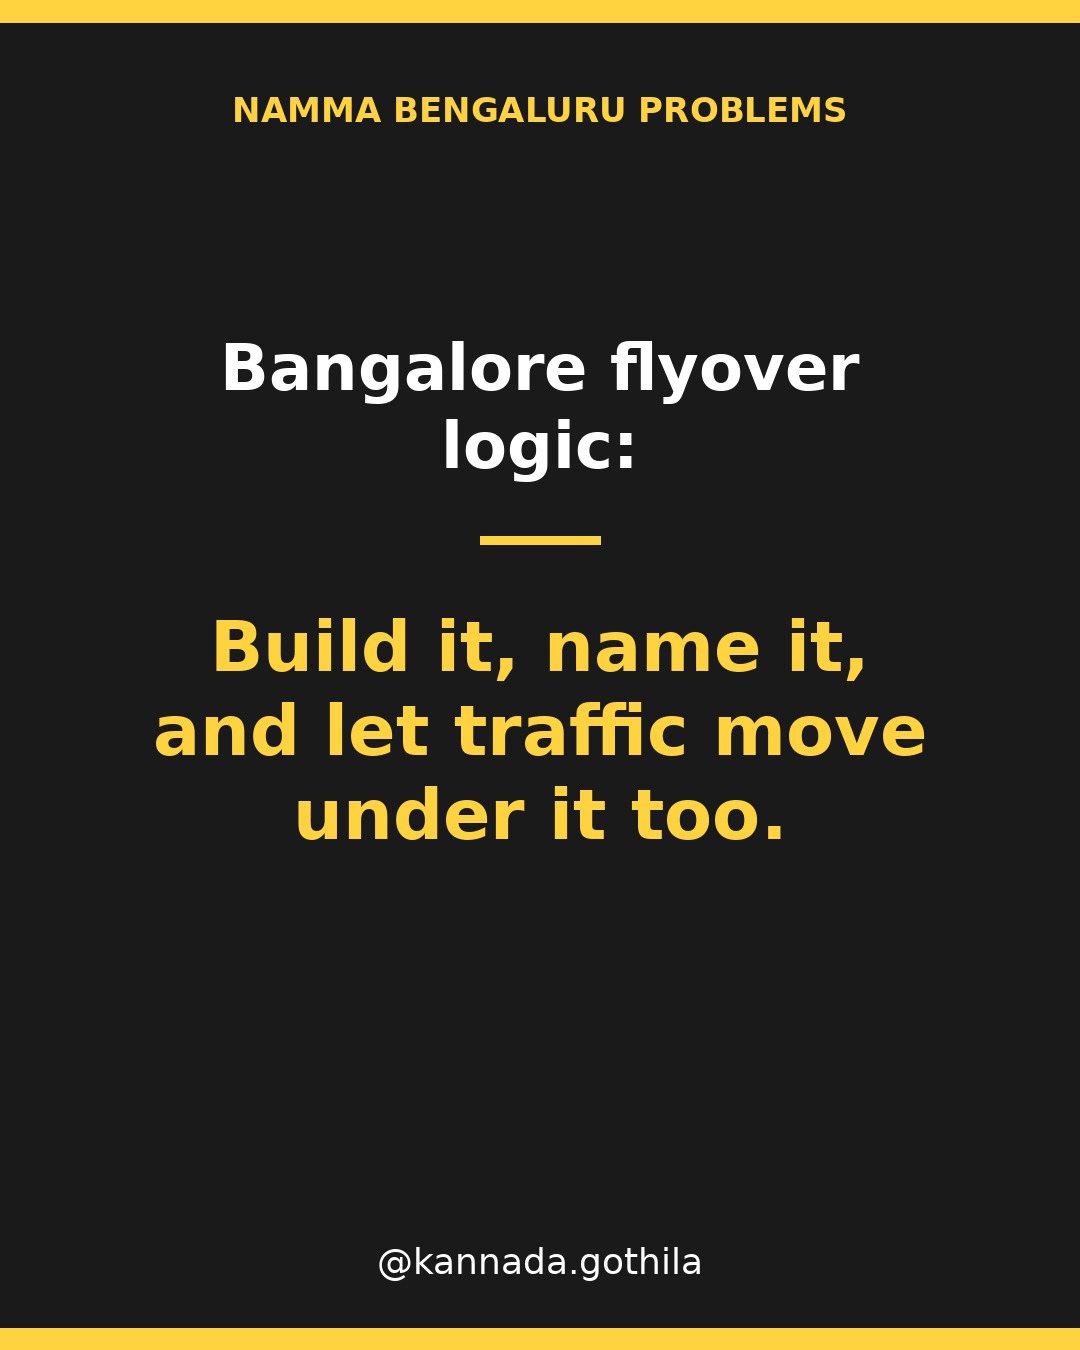 NAMMA BENGALURU PROBLEMS
Bangalore flyover
logic:
Build it, name it,
and let traffic move
under it too.
@kannada.gothila